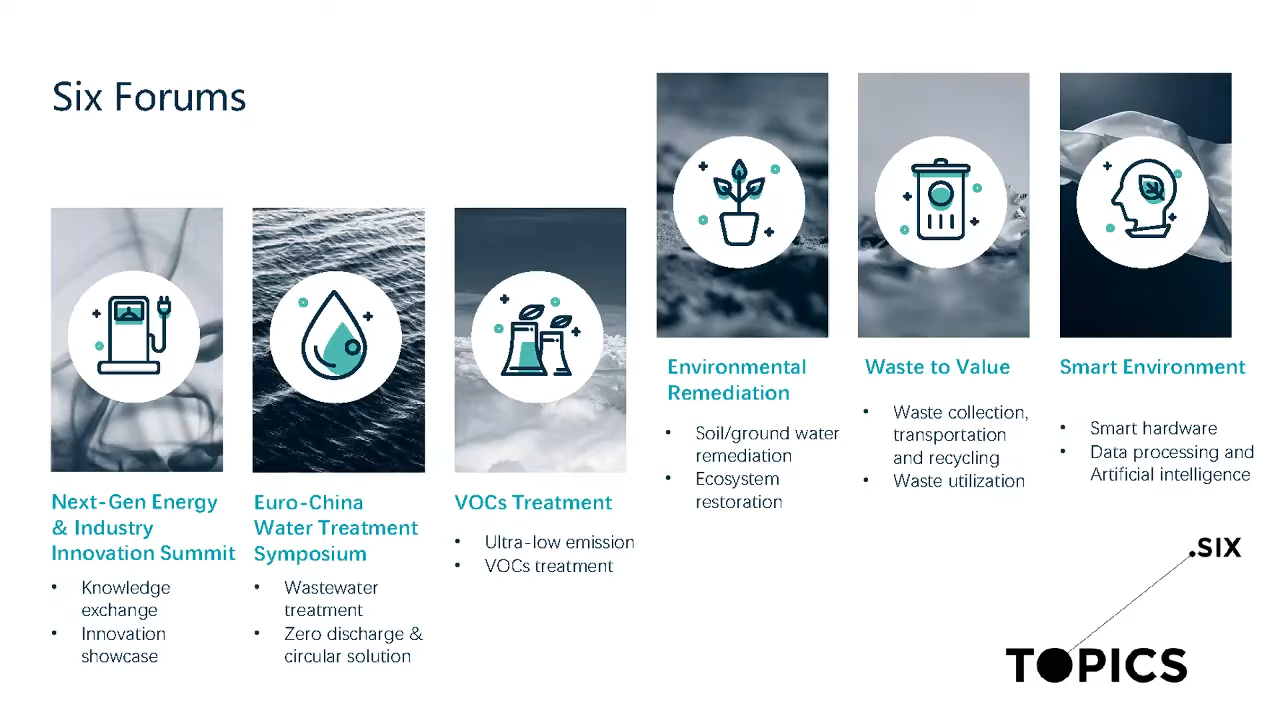 Six Forums
Next-Gen Energy
& Industry
Innovation Summit
• Knowledge
exchange
• Innovation
showcase
Euro-China
Water Treatment
Symposium
• Wastewater
treatment
• Zero discharge &
circular solution
VOCs Treatment
• Ultra-low emission
• VOCs treatment
Environmental
Remediation
• Soil/ground water
remediation
• Ecosystem
restoration
Waste to Value
• Waste collection,
transportation
and recycling
• Waste utilization
Smart Environment
• Smart hardware
• Data processing and
Artificial intelligence
.SIX
TOPICS